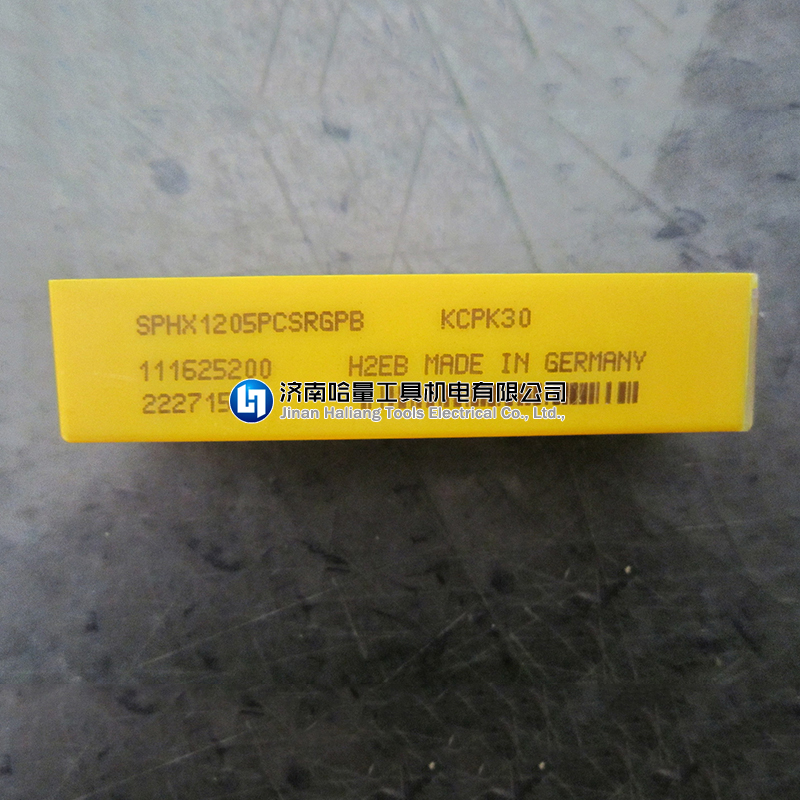 SPHX1205PCSRGPB KCPK30
111625200 H2EB MADE IN GERMANY
济南哈量工具机电有限公司
222715
Jinan Haliang Tools Electrical Co., Ltd.,